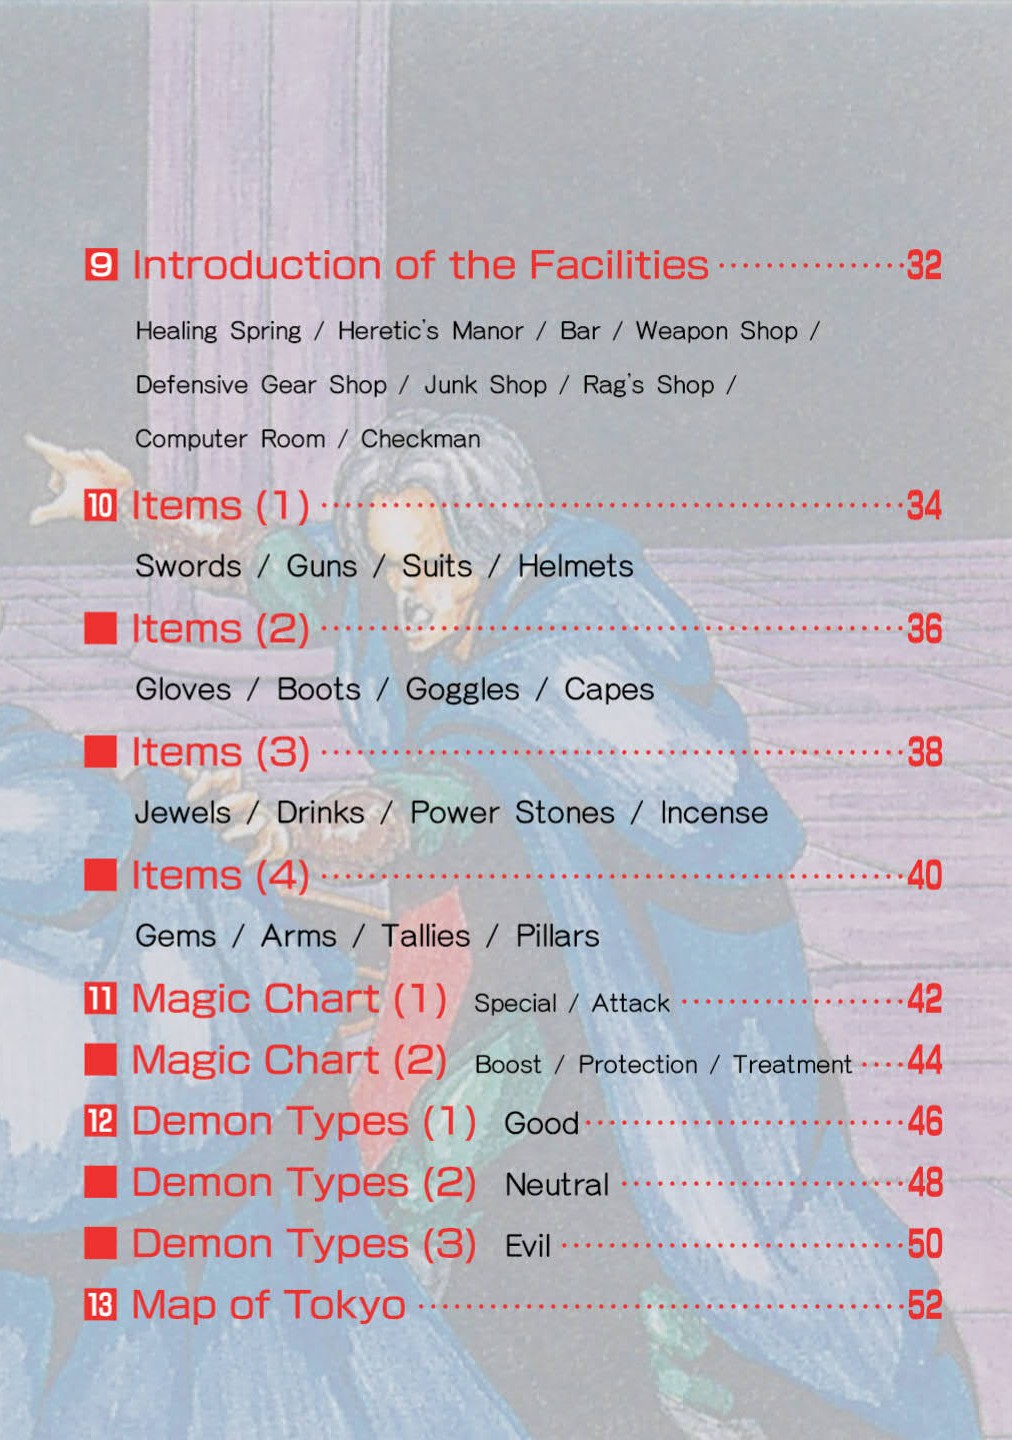 9 Introduction of the Facilities ················32
Healing Spring / Heretic's Manor / Bar / Weapon Shop /
Defensive Gear Shop / Junk Shop / Rag's Shop /
Computer Room / Checkman
10 Items (1) ················34
Swords / Guns / Suits / Helmets
■ Items (2) ················36
Gloves / Boots / Goggles / Capes
■ Items (3) ················38
Jewels / Drinks / Power Stones / Incense
■ Items (4) ················40
Gems / Arms / Tallies / Pillars
11 Magic Chart (1) Special / Attack ················42
■ Magic Chart (2) Boost / Protection / Treatment ····44
12 Demon Types (1) Good ················46
■ Demon Types (2) Neutral ················48
■ Demon Types (3) Evil ················50
13 Map of Tokyo ················52